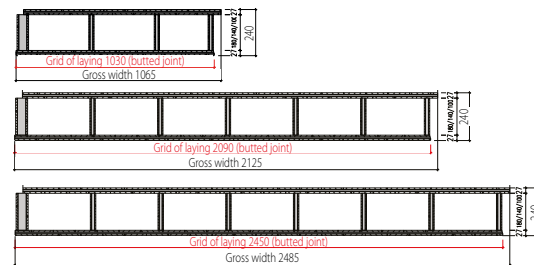 27
180/140/100
27
240
Grid of laying 1030 (butted joint)
Gross width 1065
27
180/140/100
27
240
Grid of laying 2090 (butted joint)
Gross width 2125
27
180/140/100
27
240
Grid of laying 2450 (butted joint)
Gross width 2485